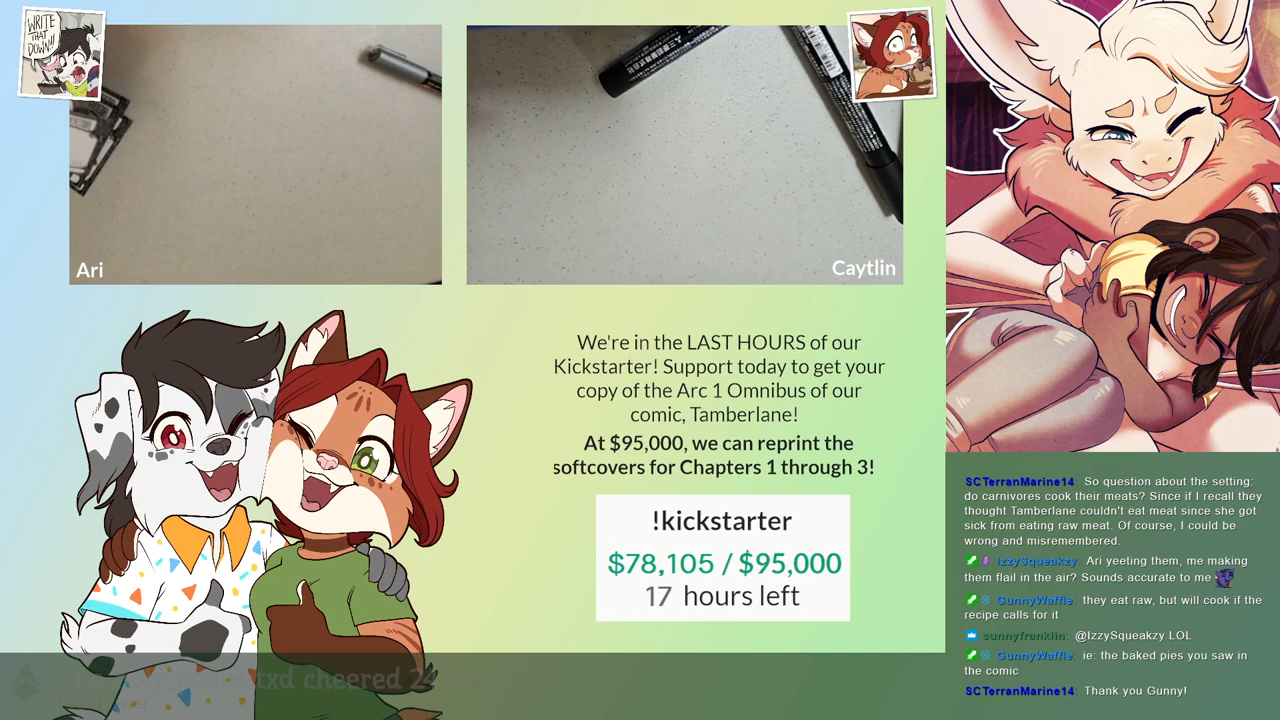 WRITE
THAT
DOWN!!!
Ari
Caytlin
We're in the LAST HOURS of our
Kickstarter! Support today to get your
copy of the Arc 1 Omnibus of our
comic, Tamberlane!
At $95,000, we can reprint the
softcovers for Chapters 1 through 3!
!kickstarter
$78,105 / $95,000
17 hours left
txd cheered
SCTerranMarine14: So question about the setting:
do carnivores cook their meats? Since if I recall they
thought Tamberlane couldn't eat meat since she got
sick from eating raw meat. Of course, I could be
wrong and misremembered.
IzzySqueakzy: Ari yeeting them, me making
them flail in the air? Sounds accurate to me
GunnyWaffle: they eat raw, but will cook if the
recipe calls for it
sunnyfranklin: @IzzySqueakzy LOL
GunnyWaffle: ie: the baked pies you saw in
the comic
SCTerranMarine14: Thank you Gunny!